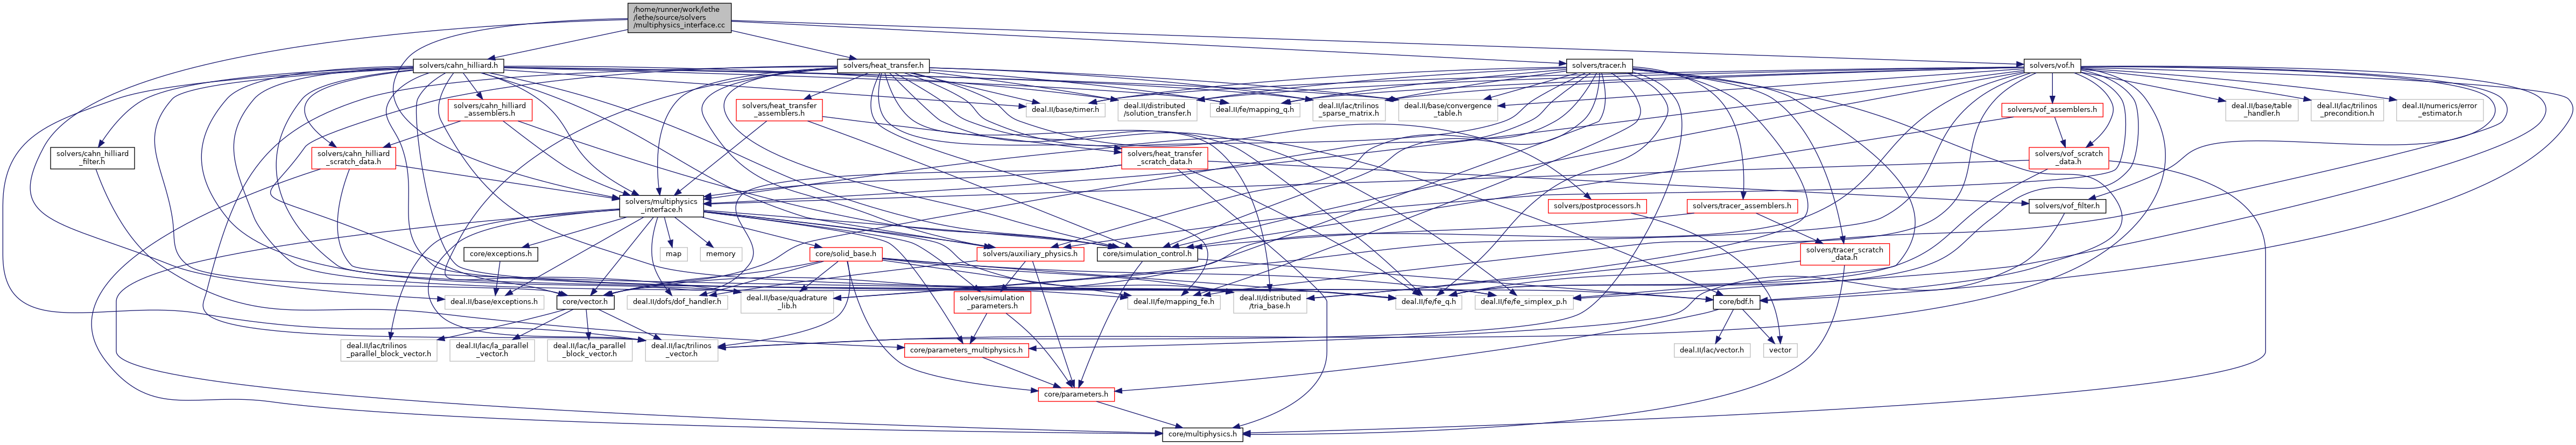 /home/runner/work/lethe
/lethe/source/solvers
/multiphysics_interface.cc
solvers/cahn_hilliard.h
solvers/heat_transfer.h
solvers/tracer.h
solvers/vof.h
solvers/cahn_hilliard
_assemblers.h
solvers/heat_transfer
_assemblers.h
deal.II/base/timer.h
deal.II/distributed
/solution_transfer.h
deal.II/fe/mapping_q.h
deal.II/lac/trilinos
_sparse_matrix.h
deal.II/base/convergence
_table.h
solvers/vof_assemblers.h
deal.II/base/table
_handler.h
deal.II/lac/trilinos
_precondition.h
deal.II/numerics/error
_estimator.h
solvers/cahn_hilliard
_filter.h
solvers/cahn_hilliard
_scratch_data.h
solvers/heat_transfer
_scratch_data.h
solvers/vof_scratch
_data.h
solvers/multiphysics
_interface.h
solvers/postprocessors.h
solvers/tracer_assemblers.h
solvers/vof_filter.h
core/exceptions.h
map
memory
core/solid_base.h
solvers/auxiliary_physics.h
core/simulation_control.h
solvers/tracer_scratch
_data.h
deal.II/base/exceptions.h
core/vector.h
deal.II/dofs/dof_handler.h
deal.II/base/quadrature
_lib.h
solvers/simulation
_parameters.h
deal.II/fe/mapping_fe.h
deal.II/distributed
/tria_base.h
deal.II/fe/fe_q.h
deal.II/fe/fe_simplex_p.h
core/bdf.h
deal.II/lac/trilinos
_parallel_block_vector.h
deal.II/lac/la_parallel
_vector.h
deal.II/lac/la_parallel
_block_vector.h
deal.II/lac/trilinos
_vector.h
core/parameters_multiphysics.h
deal.II/lac/vector.h
vector
core/parameters.h
core/multiphysics.h